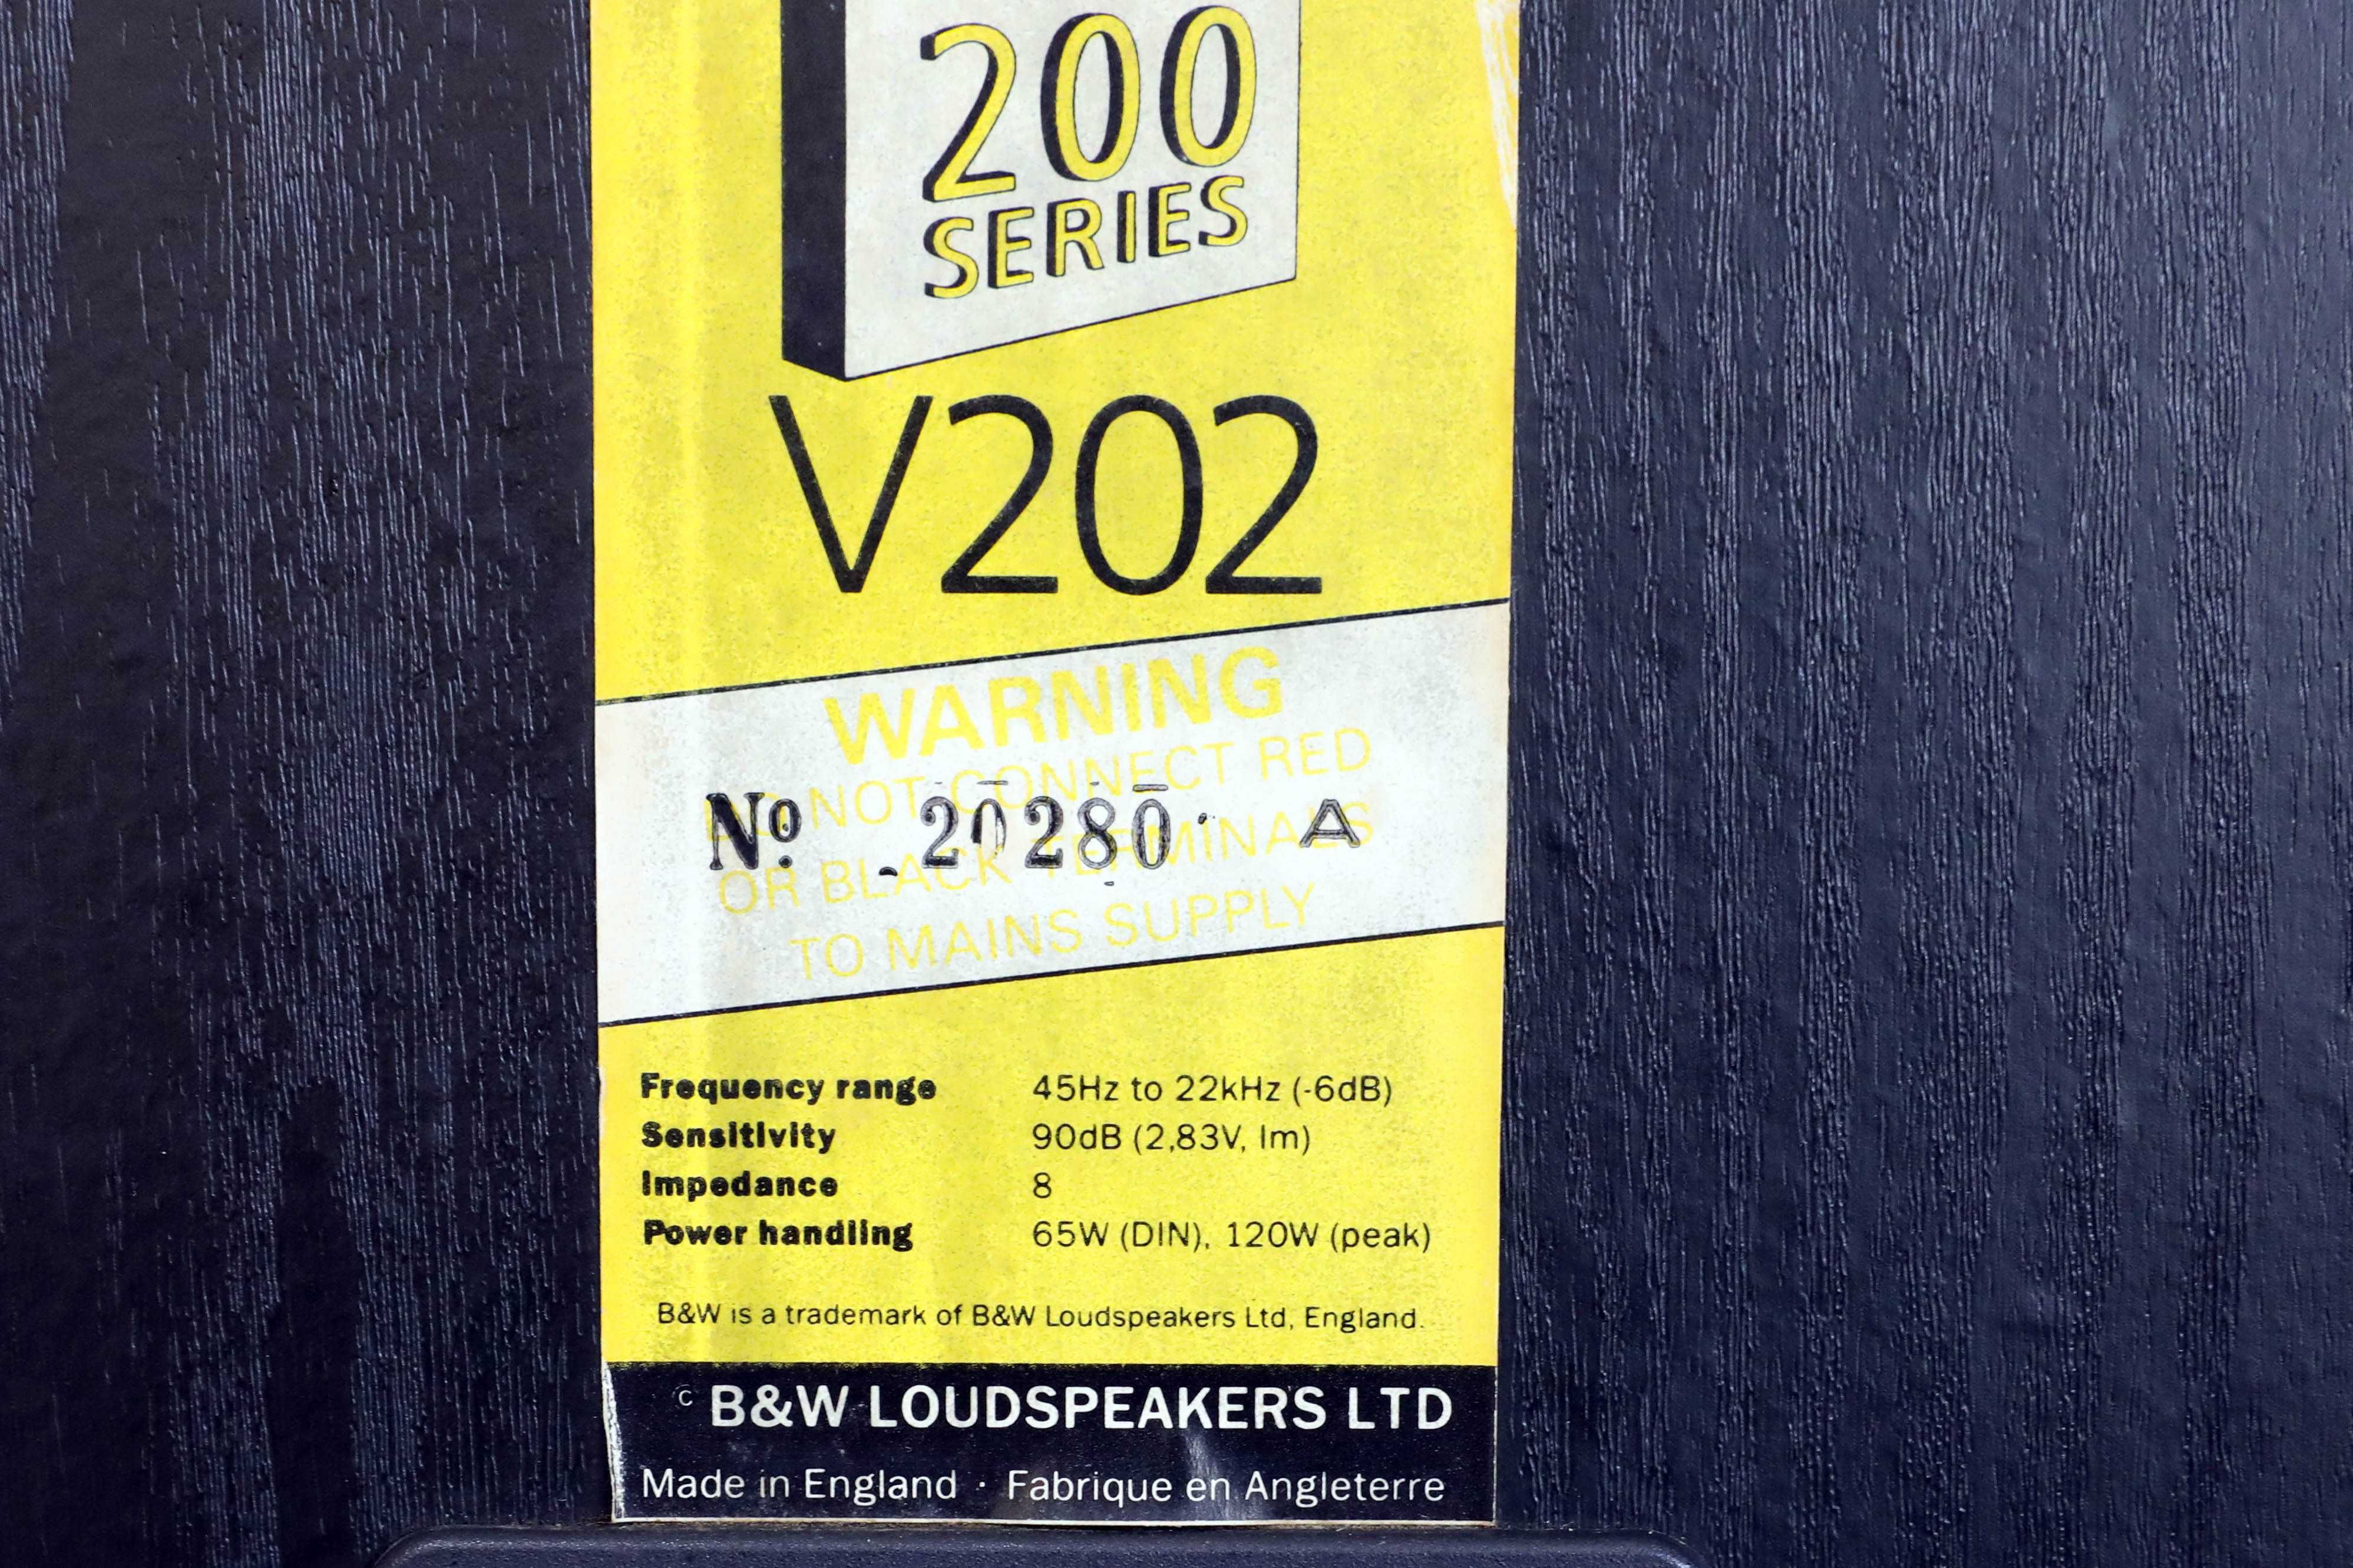 200
SERIES
V202
WARNING
DO NOT CONNECT RED
OR BLACK TERMINALS
TO MAINS SUPPLY
No 20280 A
Frequency range 45Hz to 22kHz (-6dB)
Sensitivity 90dB (2,83V, Im)
Impedance 8
Power handling 65W (DIN), 120W (peak)
B&W is a trademark of B&W Loudspeakers Ltd, England.
c B&W LOUDSPEAKERS LTD
Made in England · Fabrique en Angleterre